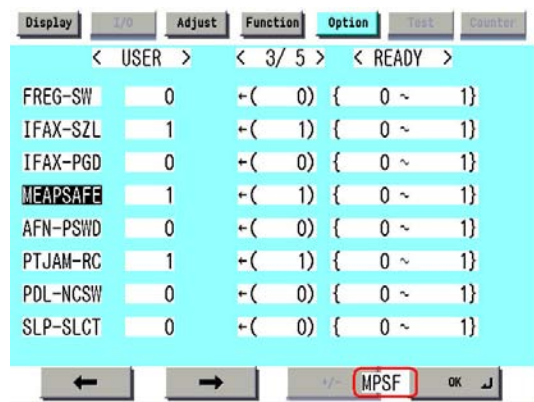 Display I/O Adjust Function Option Test Counter
< USER > < 3/ 5 > < READY >
FREG-SW 0 ←( 0) { 0 ~ 1}
IFAX-SZL 1 ←( 1) { 0 ~ 1}
IFAX-PGD 0 ←( 0) { 0 ~ 1}
MEAPSAFE 1 ←( 1) { 0 ~ 1}
AFN-PSWD 0 ←( 0) { 0 ~ 1}
PTJAM-RC 1 ←( 1) { 0 ~ 1}
PDL-NCSW 0 ←( 0) { 0 ~ 1}
SLP-SLCT 0 ←( 0) { 0 ~ 1}
← → +/- MPSF OK ↵